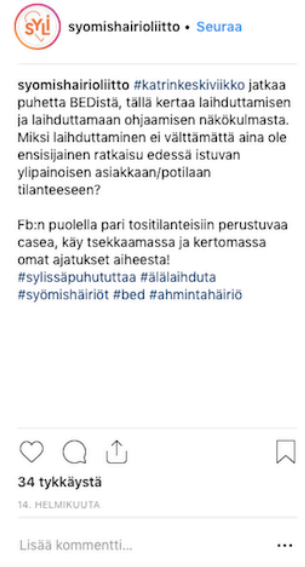 SYLI
syomishairioliitto • Seuraa
syomishairioliitto #katrinkeskiviikko jatkaa
puhetta BEDistä, tällä kertaa laihduttamisen
ja laihduttamaan ohjaamisen näkökulmasta.
Miksi laihduttaminen ei välttämättä aina ole
ensisijainen ratkaisu edessä istuvan
ylipainoisen asiakkaan/potilaan
tilanteeseen?
Fb:n puolella pari tositilanteisiin perustuvaa
casea, käy tsekkaamassa ja kertomassa
omat ajatukset aiheesta!
#sylissäpuhututtaa #älälaihduta
#syömishäiriöt #bed #ahmintahäiriö
34 tykkäystä
14. HELMIKUUTA
Lisää kommentti...